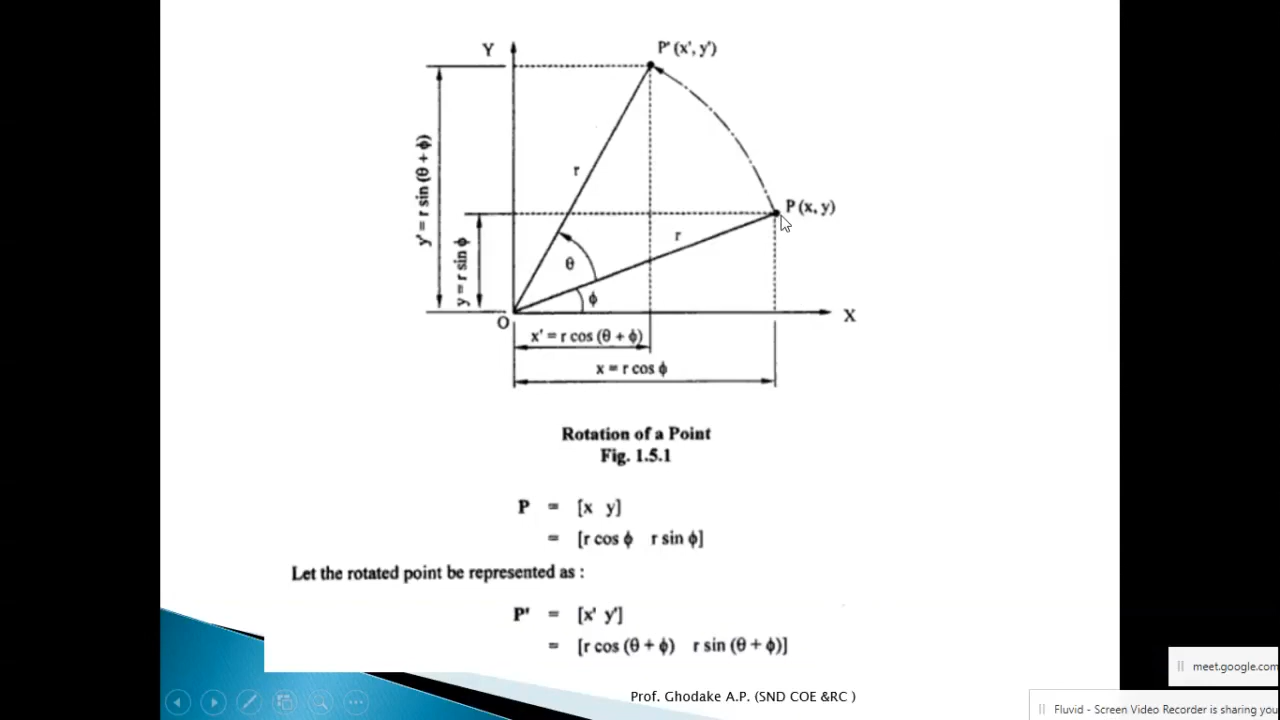 Y
P' (x', y')
y' = r sin (θ + ϕ)
r
P (x, y)
y = r sin ϕ
r
θ
ϕ
O
X
x' = r cos (θ + ϕ)
x = r cos ϕ
Rotation of a Point
Fig. 1.5.1
P = [x y]
= [r cos ϕ r sin ϕ]
Let the rotated point be represented as :
P' = [x' y']
= [r cos (θ + ϕ) r sin (θ + ϕ)]
Prof. Ghodake A.P. (SND COE &RC )
meet.google.com
Fluvid - Screen Video Recorder is sharing you